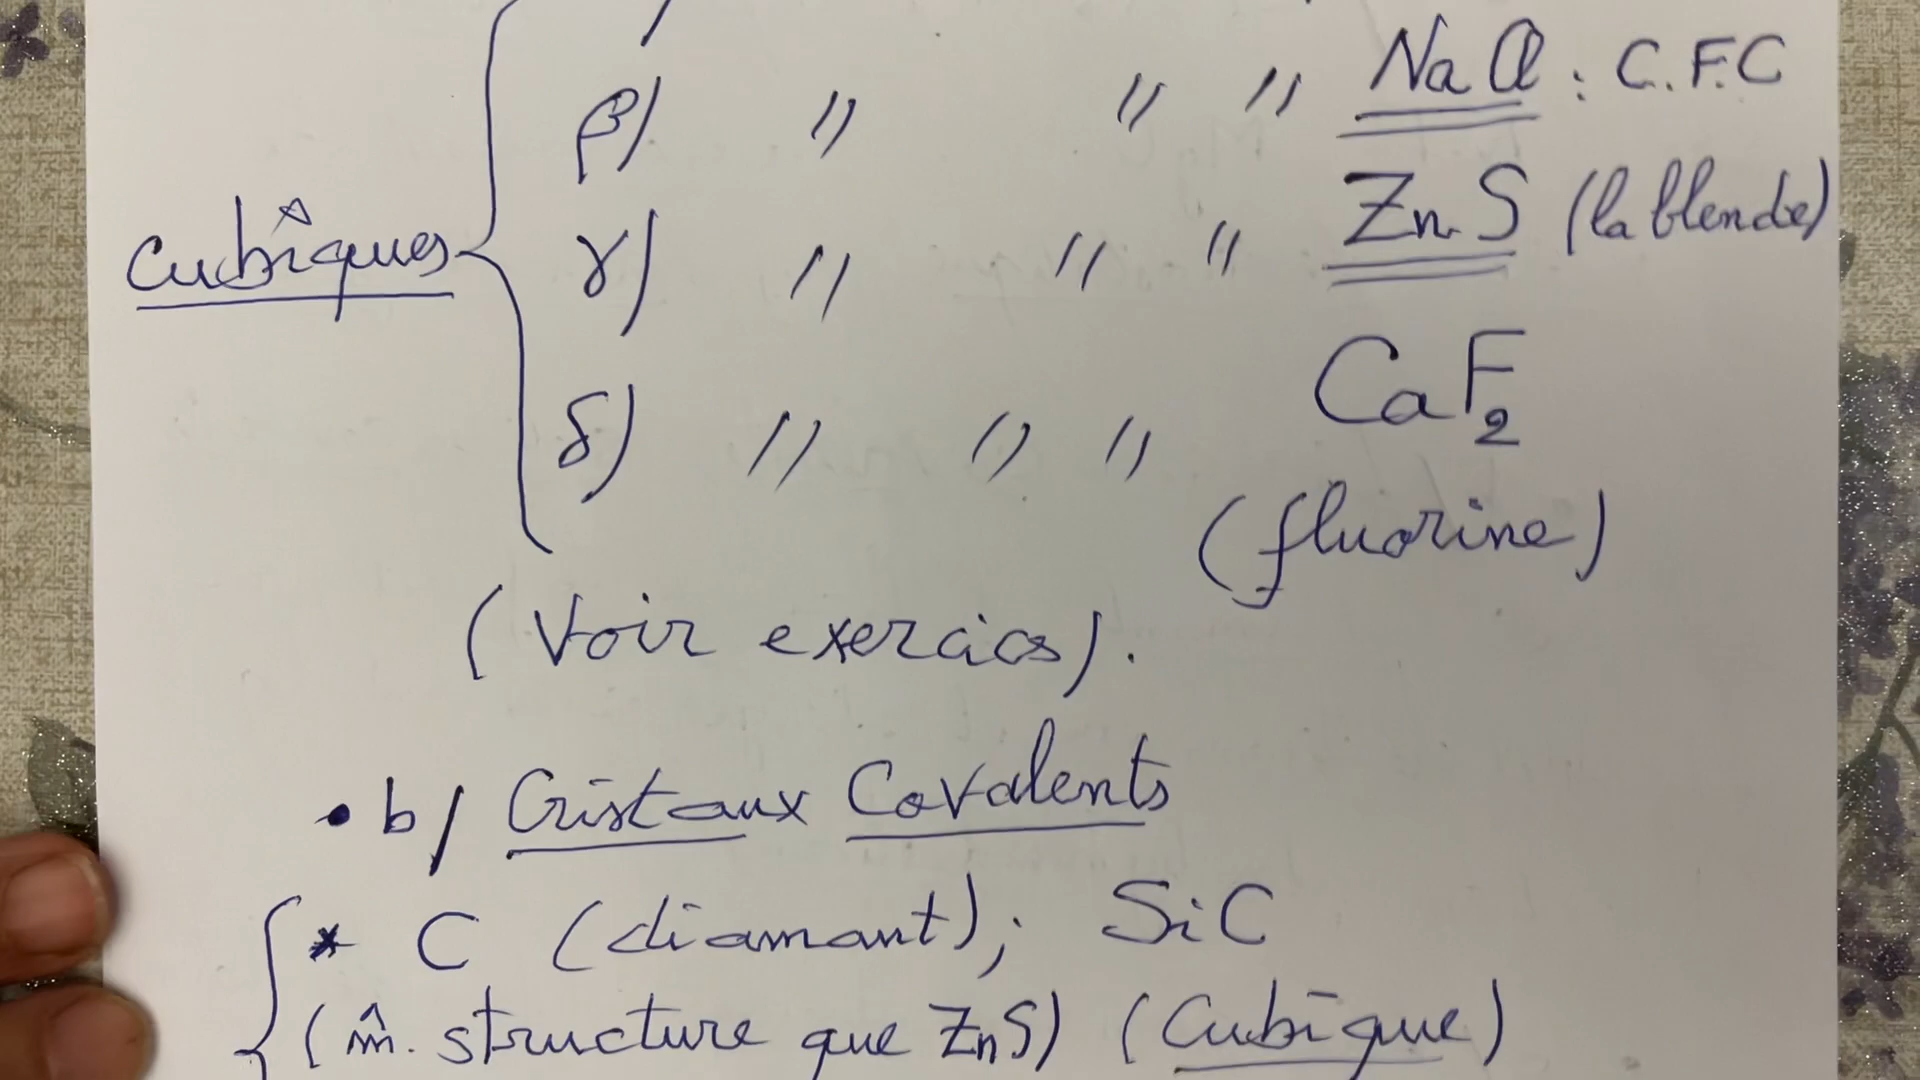 β) " " " NaCl : C.F.C
γ) " " " ZnS (la blende)
Cubiques
δ) " " " CaF₂
(fluorine)
(Voir exercices).
• b/ Cristaux Covalents
* C (diamant); SiC
(m̂. structure que ZnS) (Cubique)